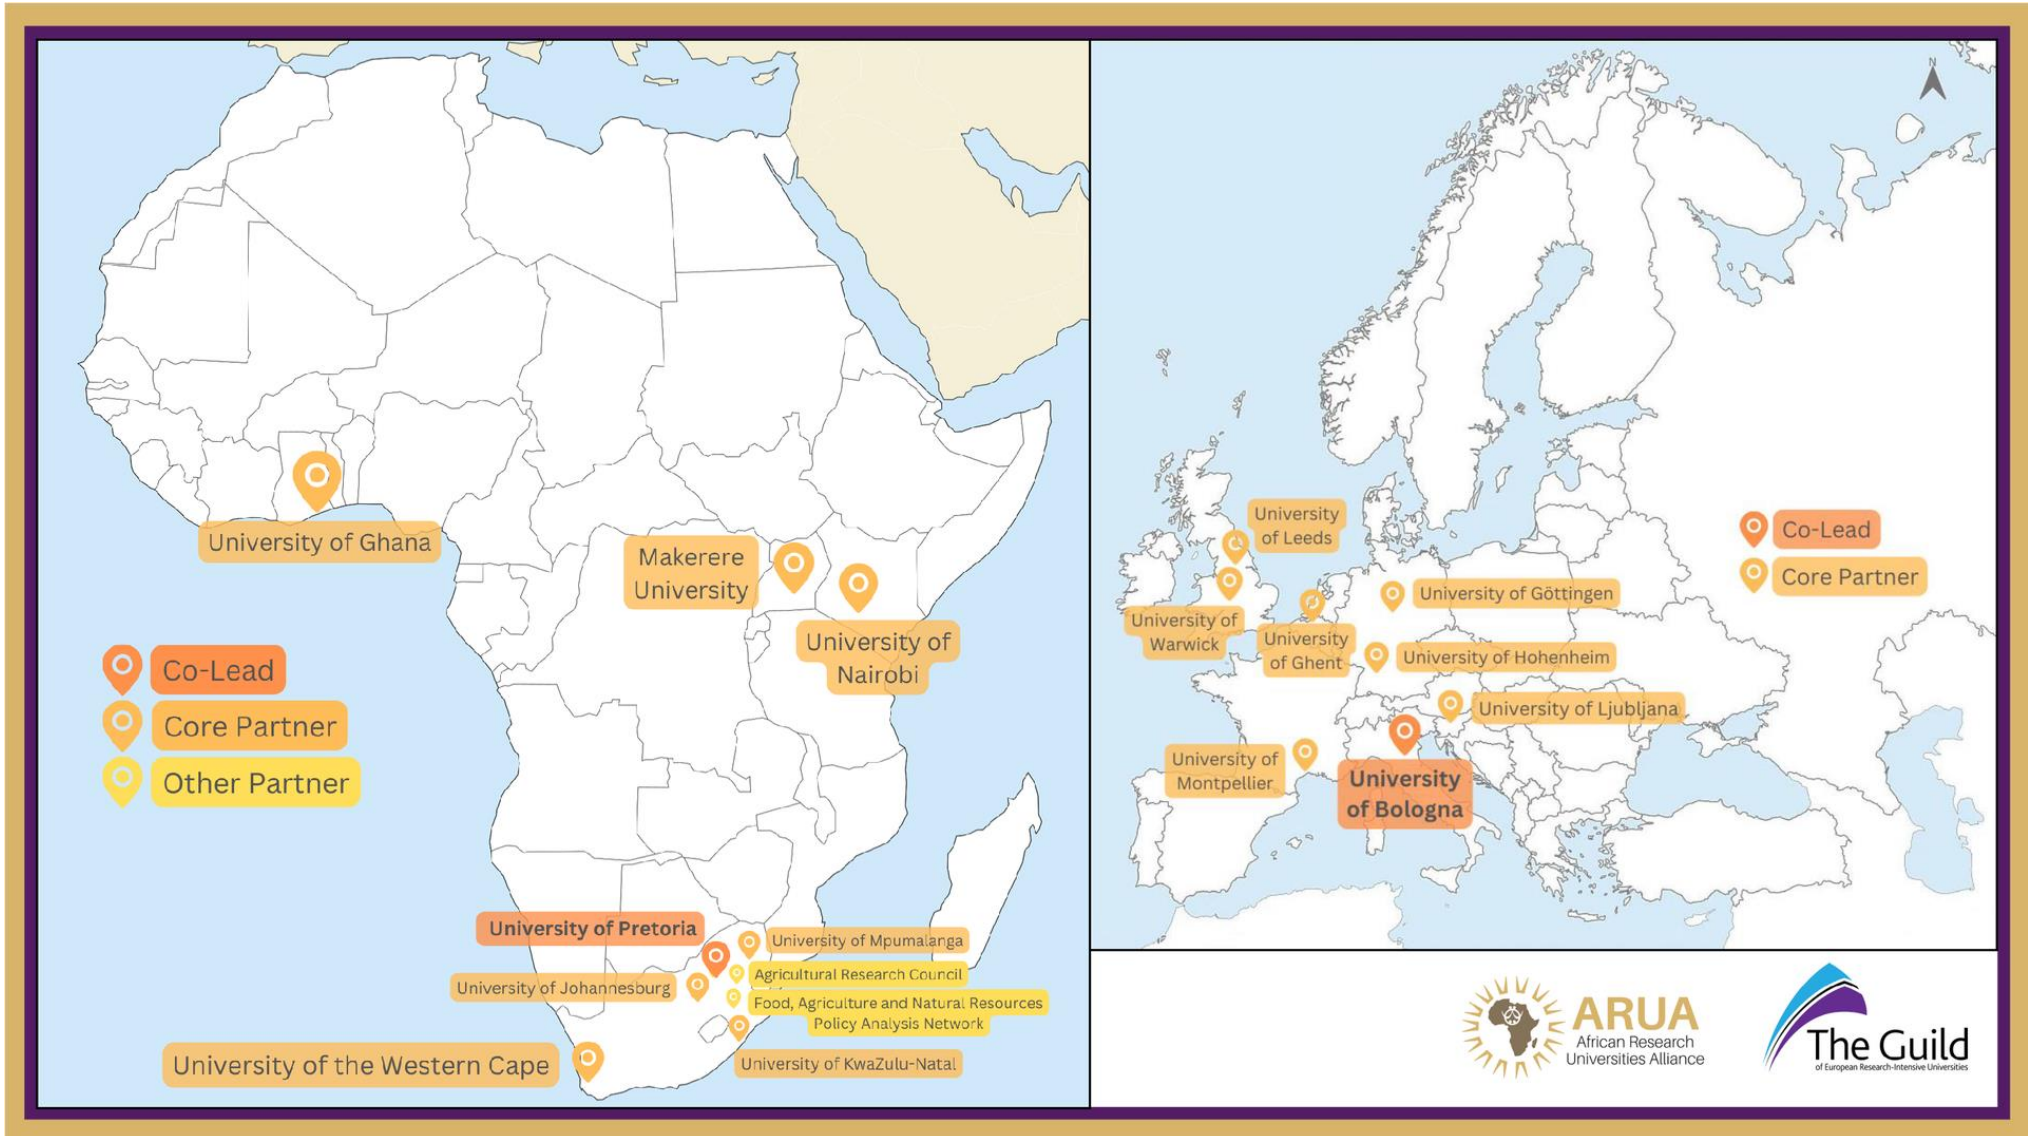 University of Ghana
Makerere
University
University of
Nairobi
Co-Lead
Core Partner
Other Partner
University of Pretoria
University of Mpumalanga
Agricultural Research Council
University of Johannesburg
Food, Agriculture and Natural Resources
Policy Analysis Network
University of the Western Cape
University of KwaZulu-Natal
N
University
of Leeds
Co-Lead
Core Partner
University of Göttingen
University of
Warwick
University
of Ghent
University of Hohenheim
University of Ljubljana
University of
Montpellier
University
of Bologna
ARUA
African Research
Universities Alliance
The Guild
of European Research-Intensive Universities